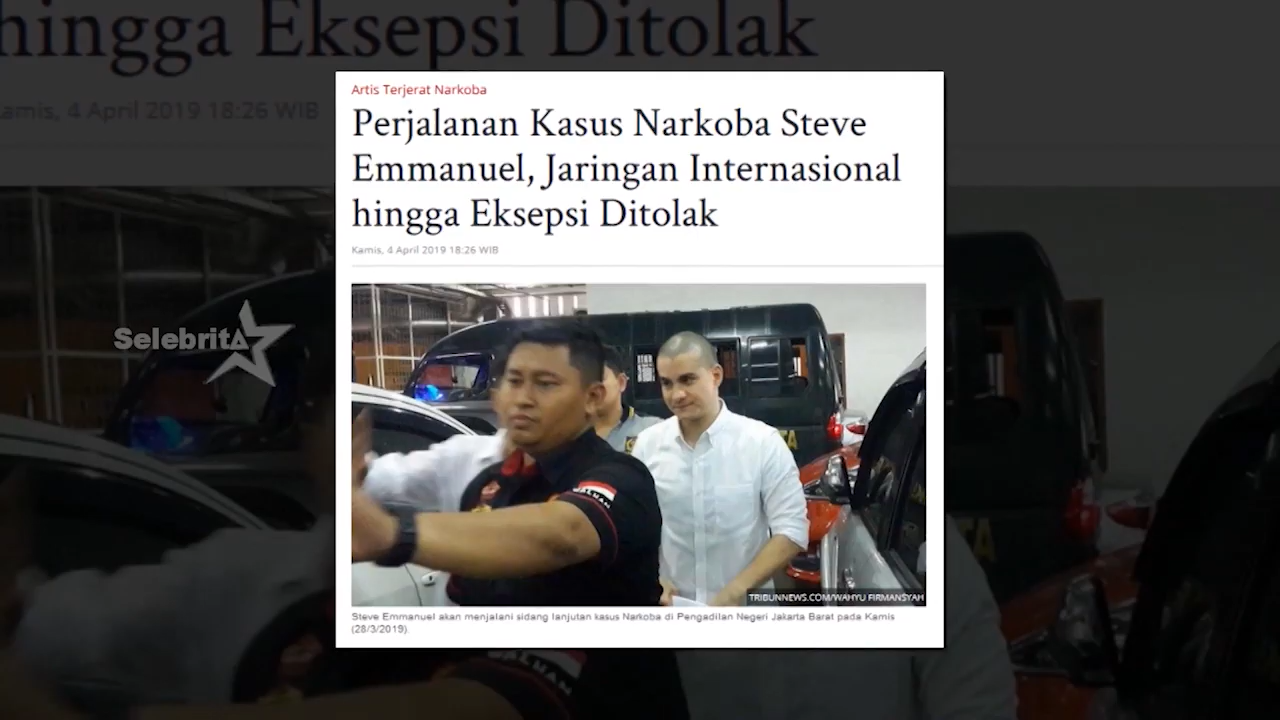 hingga Eksepsi Ditolak
amis, 4 April 2019 18:26 WIB
Artis Terjerat Narkoba
Perjalanan Kasus Narkoba Steve
Emmanuel, Jaringan Internasional
hingga Eksepsi Ditolak
Kamis, 4 April 2019 18:26 WIB
SelebritA
TRIBUNNEWS.COM/WAHYU FIRMANSYAH
Steve Emmanuel akan menjalani sidang lanjutan kasus Narkoba di Pengadilan Negeri Jakarta Barat pada Kamis
(28/3/2019).